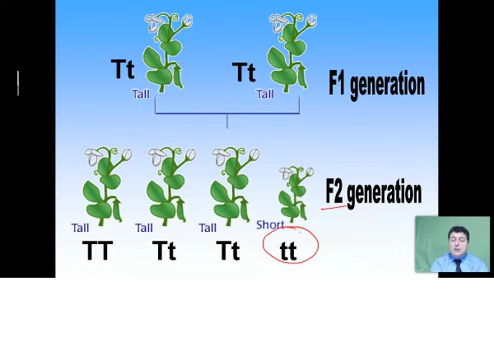 Tt
Tall
Tt
Tall
F1 generation
Tall
Tall
Tall
Short
F2 generation
TT
Tt
Tt
tt